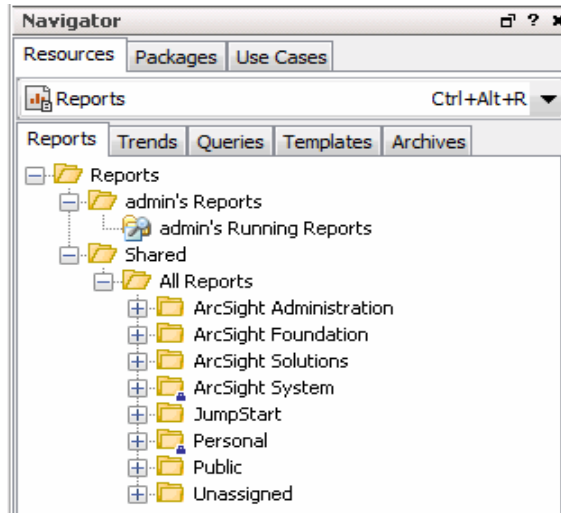 Navigator ?
Resources Packages Use Cases
Reports Ctrl+Alt+R
Reports Trends Queries Templates Archives
Reports
admin's Reports
admin's Running Reports
Shared
All Reports
ArcSight Administration
ArcSight Foundation
ArcSight Solutions
ArcSight System
JumpStart
Personal
Public
Unassigned